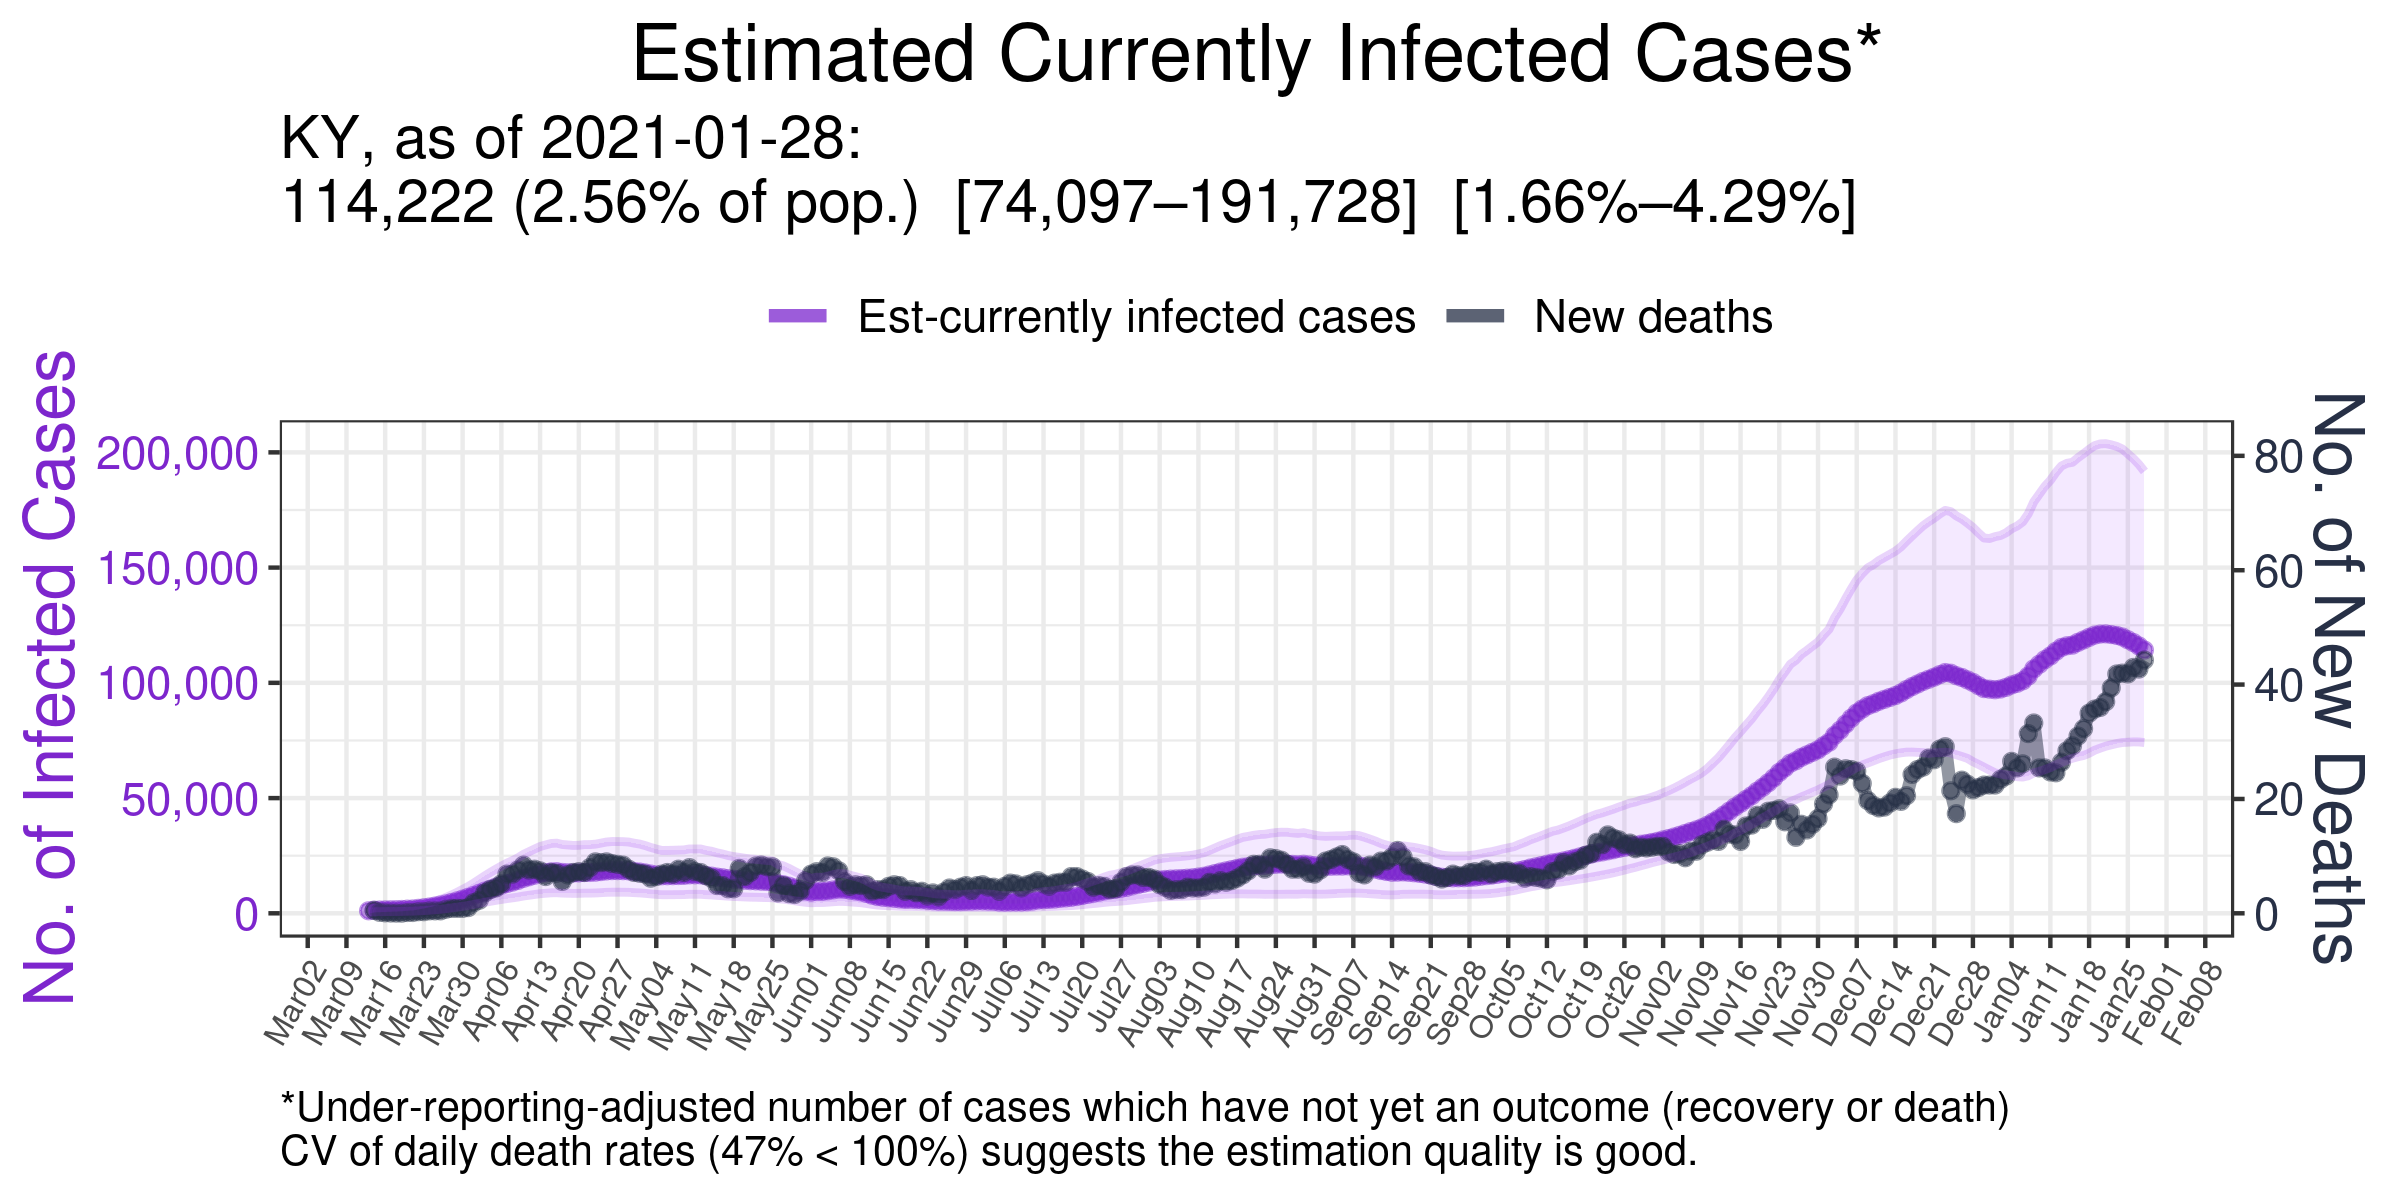 Estimated Currently Infected Cases*
KY, as of 2021-01-28:
114,222 (2.56% of pop.)  [74,097–191,728]  [1.66%–4.29%]
Est-currently infected cases
New deaths
No. of Infected Cases
200,000
150,000
100,000
50,000
0
80
60
40
20
0
No. of New Deaths
Mar02
Mar09
Mar16
Mar23
Mar30
Apr06
Apr13
Apr20
Apr27
May04
May11
May18
May25
Jun01
Jun08
Jun15
Jun22
Jun29
Jul06
Jul13
Jul20
Jul27
Aug03
Aug10
Aug17
Aug24
Aug31
Sep07
Sep14
Sep21
Sep28
Oct05
Oct12
Oct19
Oct26
Nov02
Nov09
Nov16
Nov23
Nov30
Dec07
Dec14
Dec21
Dec28
Jan04
Jan11
Jan18
Jan25
Feb01
Feb08
*Under-reporting-adjusted number of cases which have not yet an outcome (recovery or death)
CV of daily death rates (47% < 100%) suggests the estimation quality is good.